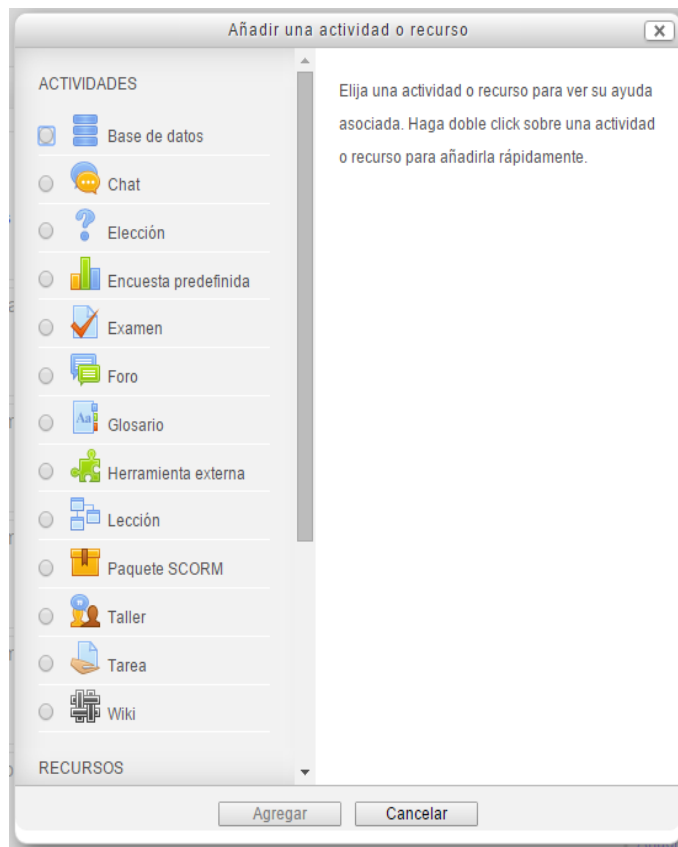 Añadir una actividad o recurso
ACTIVIDADES
Base de datos
Chat
Elección
Encuesta predefinida
Examen
Foro
Glosario
Herramienta externa
Lección
Paquete SCORM
Taller
Tarea
Wiki
RECURSOS
Elija una actividad o recurso para ver su ayuda
asociada. Haga doble click sobre una actividad
o recurso para añadirla rápidamente.
Agregar
Cancelar